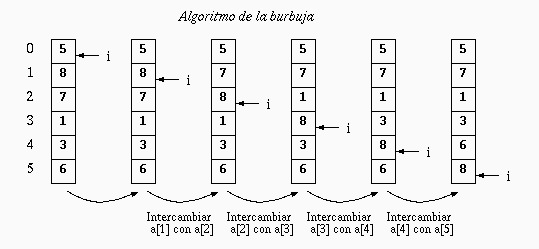 Algoritmo de la burbuja
0 5 5 5 5 5 5
i
1 8 8 7 7 7 7
i
2 7 7 8 1 1 1
i
3 1 1 1 8 3 3
i
4 3 3 3 3 8 6
i
5 6 6 6 6 6 8
i
Intercambiar Intercambiar Intercambiar Intercambiar
a[1] con a[2] a[2] con a[3] a[3] con a[4] a[4] con a[5]